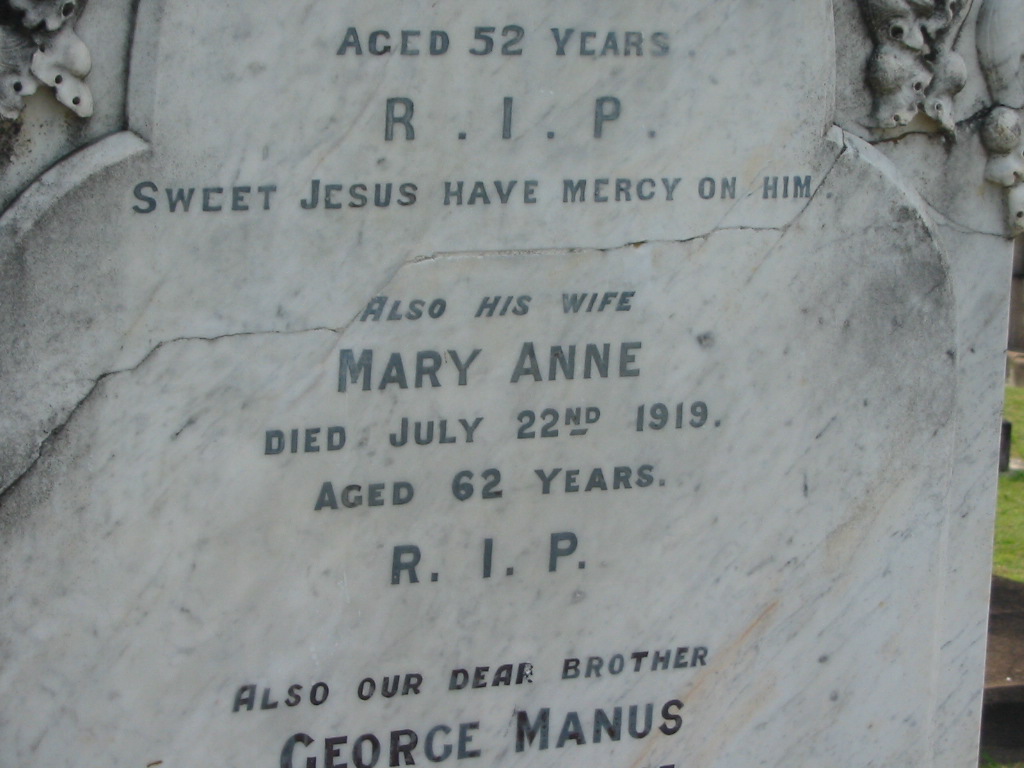 AGED 52 YEARS
R. I. P.
SWEET JESUS HAVE MERCY ON HIM.
ALSO HIS WIFE
MARY ANNE
DIED JULY 22ND 1919.
AGED 62 YEARS.
R. I. P.
ALSO OUR DEAR BROTHER
GEORGE MANUS